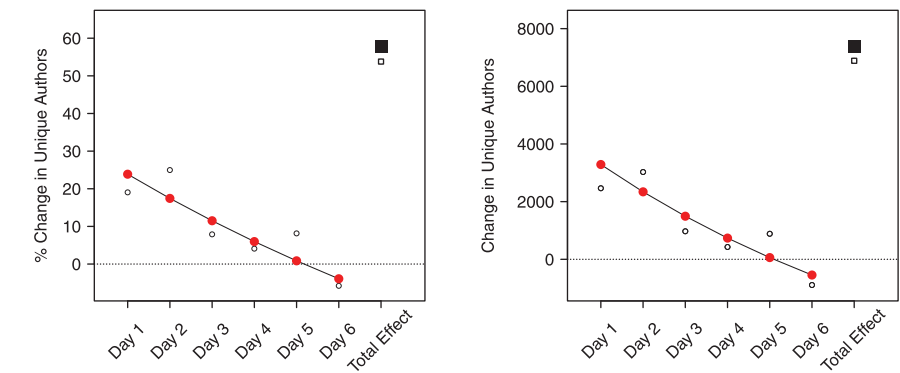 % Change in Unique Authors
60
50
40
30
20
10
0
Day 1
Day 2
Day 3
Day 4
Day 5
Day 6
Total Effect
Change in Unique Authors
8000
6000
4000
2000
0
Day 1
Day 2
Day 3
Day 4
Day 5
Day 6
Total Effect